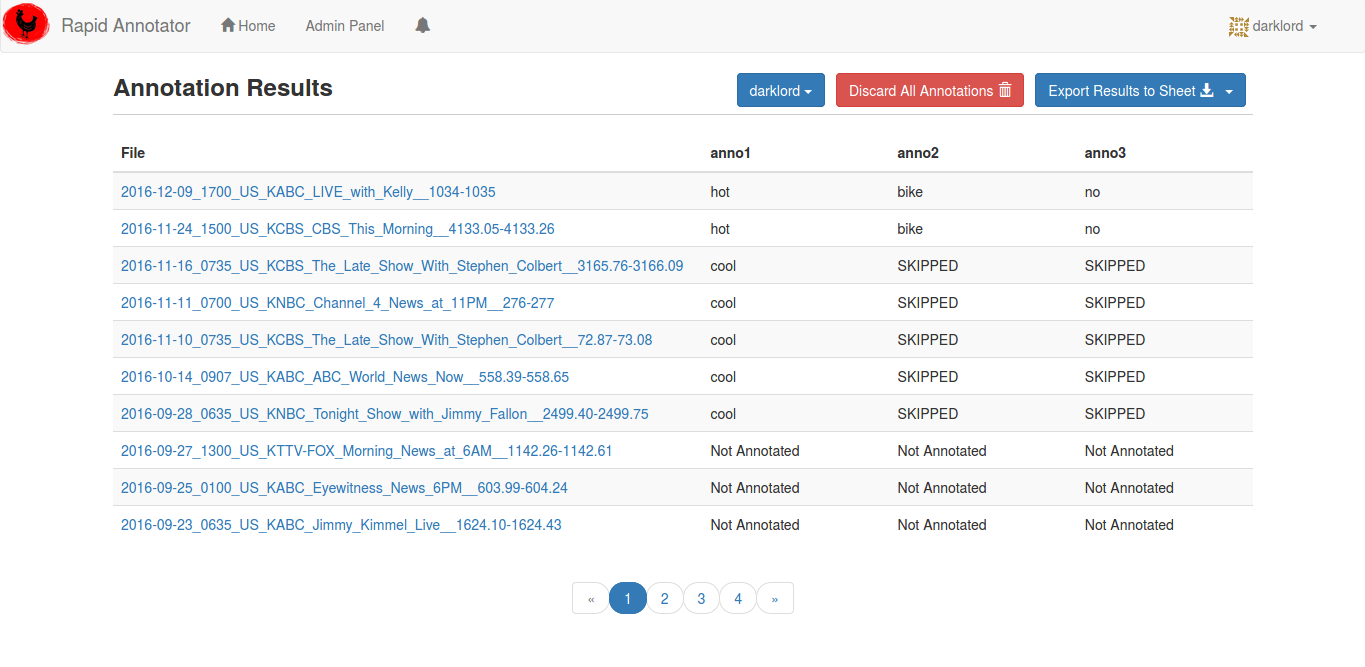 Rapid Annotator Home Admin Panel darklord
Annotation Results darklord Discard All Annotations Export Results to Sheet
File anno1 anno2 anno3
2016-12-09_1700_US_KABC_LIVE_with_Kelly__1034-1035 hot bike no
2016-11-24_1500_US_KCBS_CBS_This_Morning__4133.05-4133.26 hot bike no
2016-11-16_0735_US_KCBS_The_Late_Show_With_Stephen_Colbert__3165.76-3166.09 cool SKIPPED SKIPPED
2016-11-11_0700_US_KNBC_Channel_4_News_at_11PM__276-277 cool SKIPPED SKIPPED
2016-11-10_0735_US_KCBS_The_Late_Show_With_Stephen_Colbert__72.87-73.08 cool SKIPPED SKIPPED
2016-10-14_0907_US_KABC_ABC_World_News_Now__558.39-558.65 cool SKIPPED SKIPPED
2016-09-28_0635_US_KNBC_Tonight_Show_with_Jimmy_Fallon__2499.40-2499.75 cool SKIPPED SKIPPED
2016-09-27_1300_US_KTTV-FOX_Morning_News_at_6AM__1142.26-1142.61 Not Annotated Not Annotated Not Annotated
2016-09-25_0100_US_KABC_Eyewitness_News_6PM__603.99-604.24 Not Annotated Not Annotated Not Annotated
2016-09-23_0635_US_KABC_Jimmy_Kimmel_Live__1624.10-1624.43 Not Annotated Not Annotated Not Annotated
« 1 2 3 4 »